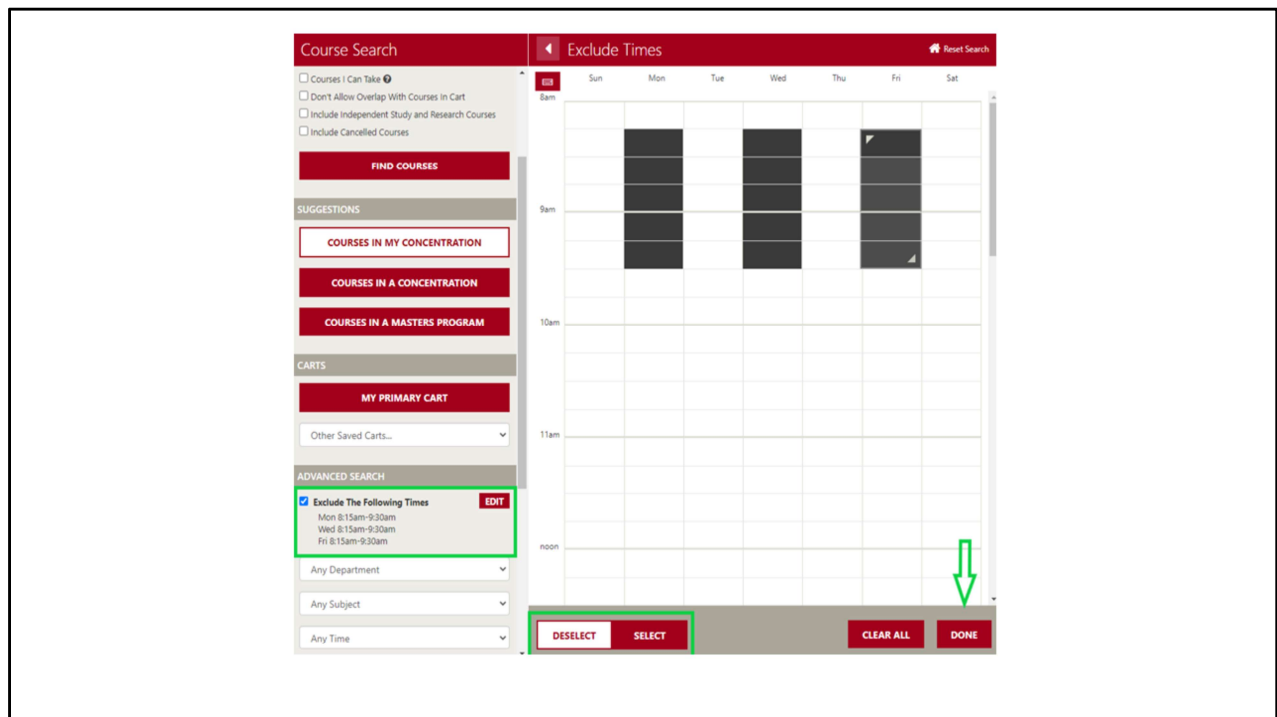 Course Search
Courses I Can Take
Don't Allow Overlap With Courses In Cart
Include Independent Study and Research Courses
Include Cancelled Courses
FIND COURSES
SUGGESTIONS
COURSES IN MY CONCENTRATION
COURSES IN A CONCENTRATION
COURSES IN A MASTERS PROGRAM
CARTS
MY PRIMARY CART
Other Saved Carts...
ADVANCED SEARCH
Exclude The Following Times EDIT
Mon 8:15am-9:30am
Wed 8:15am-9:30am
Fri 8:15am-9:30am
Any Department
Any Subject
Any Time
Exclude Times Reset Search
Sun Mon Tue Wed Thu Fri Sat
8am
9am
10am
11am
noon
DESELECT SELECT CLEAR ALL DONE